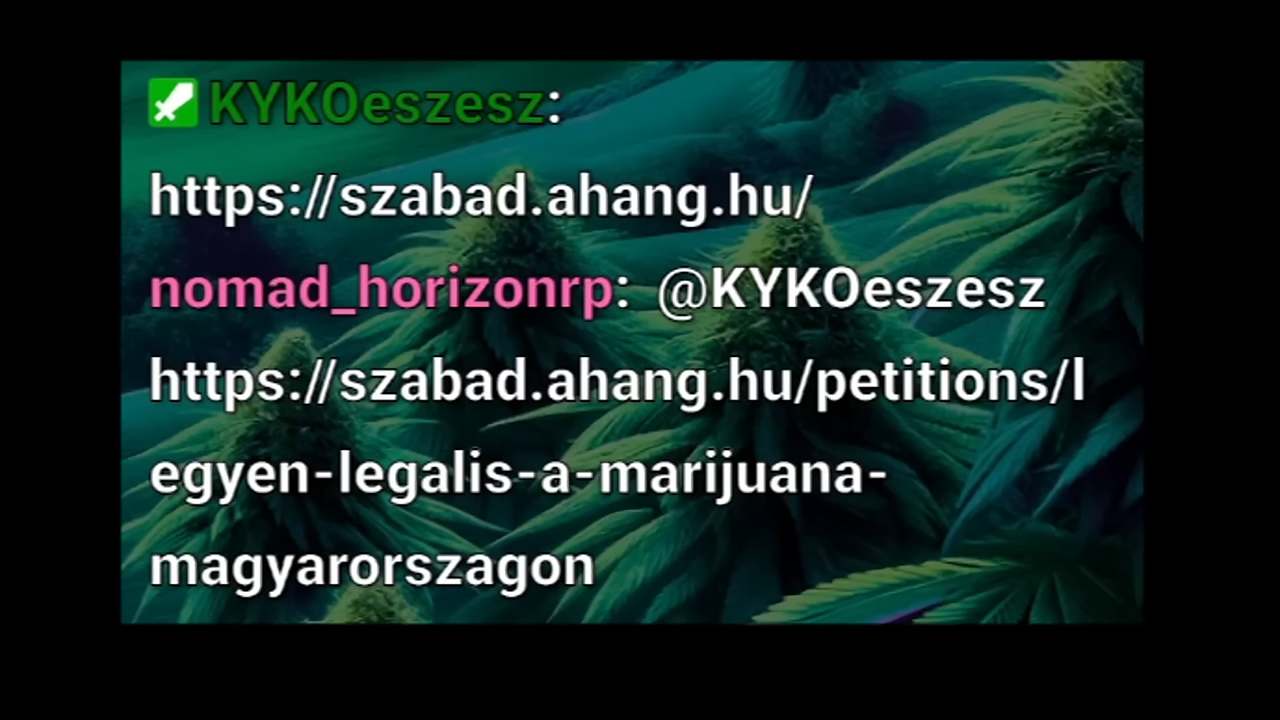 KYKOeszesz:
https://szabad.ahang.hu/
nomad_horizonrp: @KYKOeszesz
https://szabad.ahang.hu/petitions/l
egyen-legalis-a-marijuana-
magyarorszagon